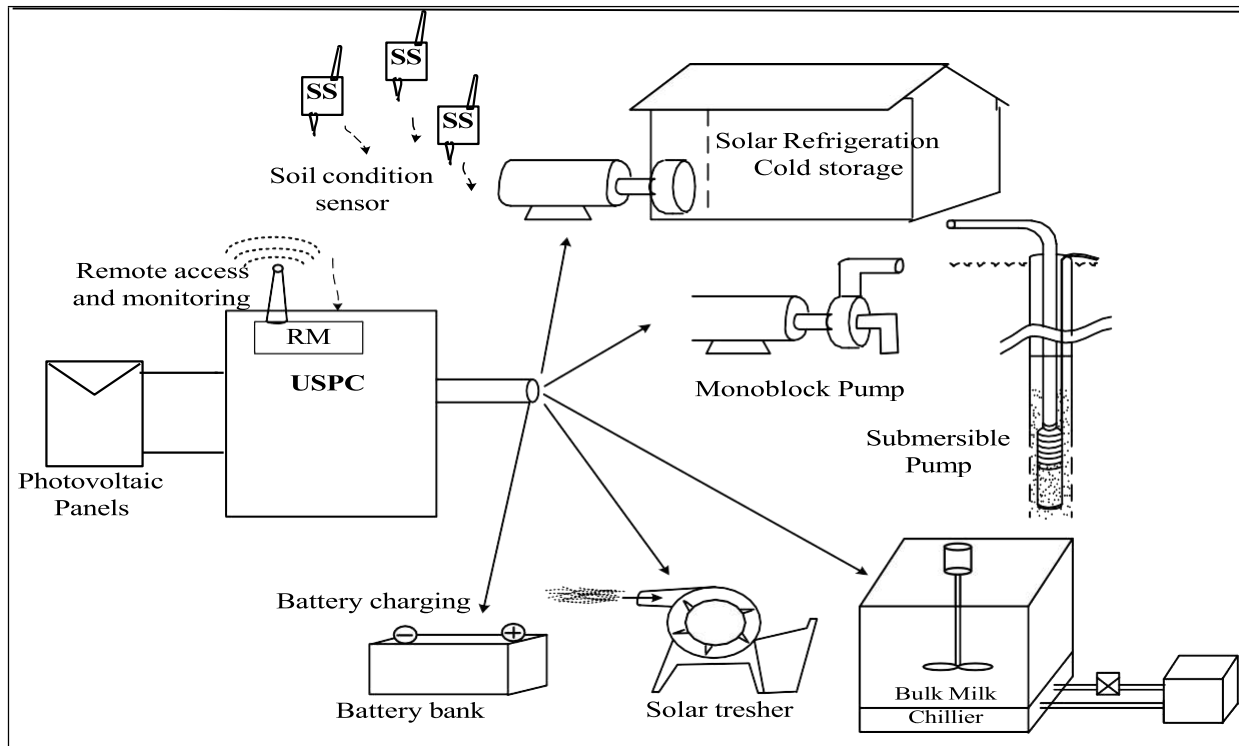 SS
SS
SS
Soil condition
sensor
Solar Refrigeration
Cold storage
Remote access
and monitoring
RM
USPC
Photovoltaic
Panels
Monoblock Pump
Submersible
Pump
Battery charging
Battery bank
Solar tresher
Bulk Milk
Chillier